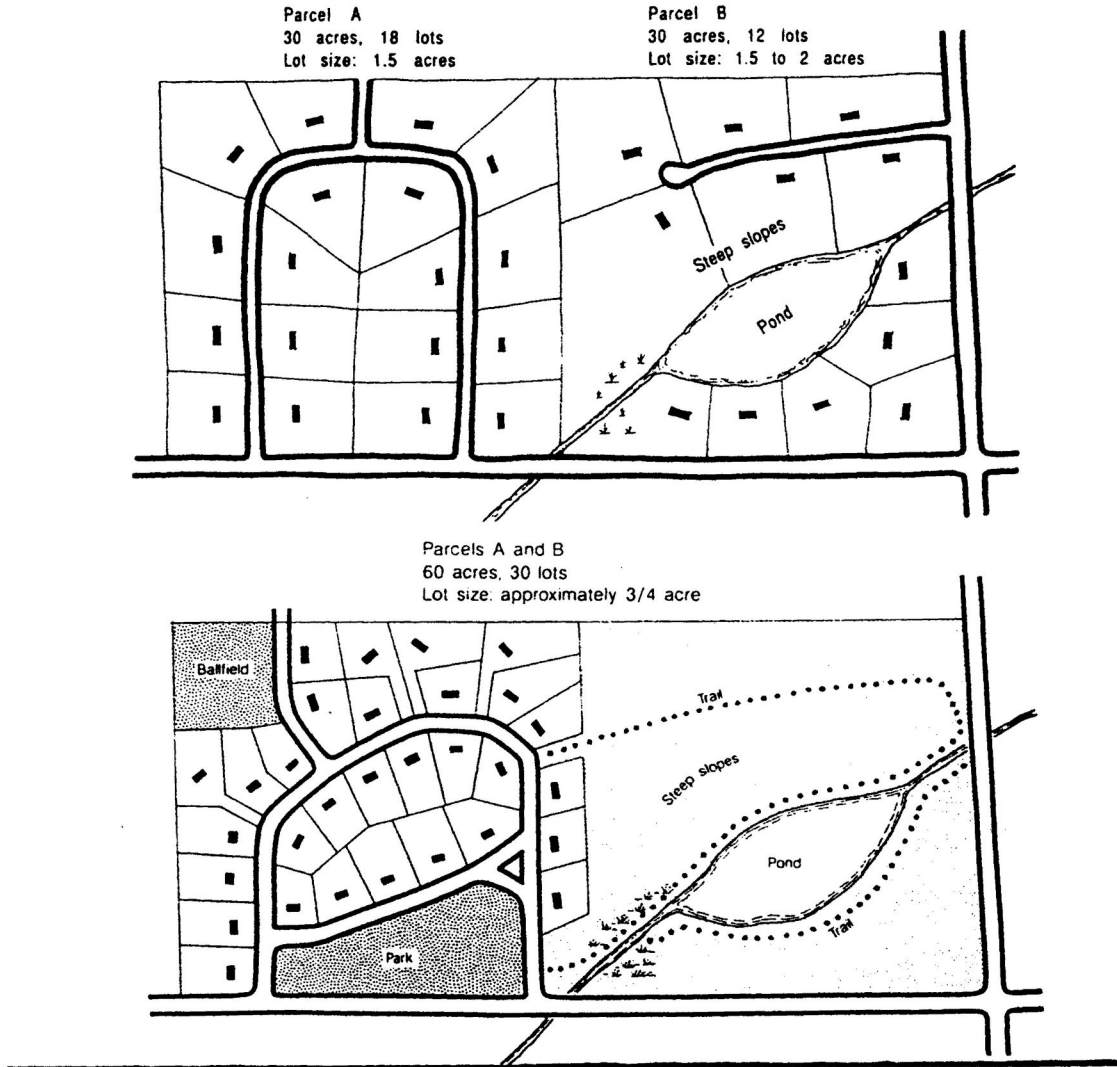 Parcel A
30 acres, 18 lots
Lot size: 1.5 acres
Parcel B
30 acres, 12 lots
Lot size: 1.5 to 2 acres
Steep slopes
Pond
Parcels A and B
60 acres, 30 lots
Lot size: approximately 3/4 acre
Ballfield
Trail
Steep slopes
Pond
Trail
Park